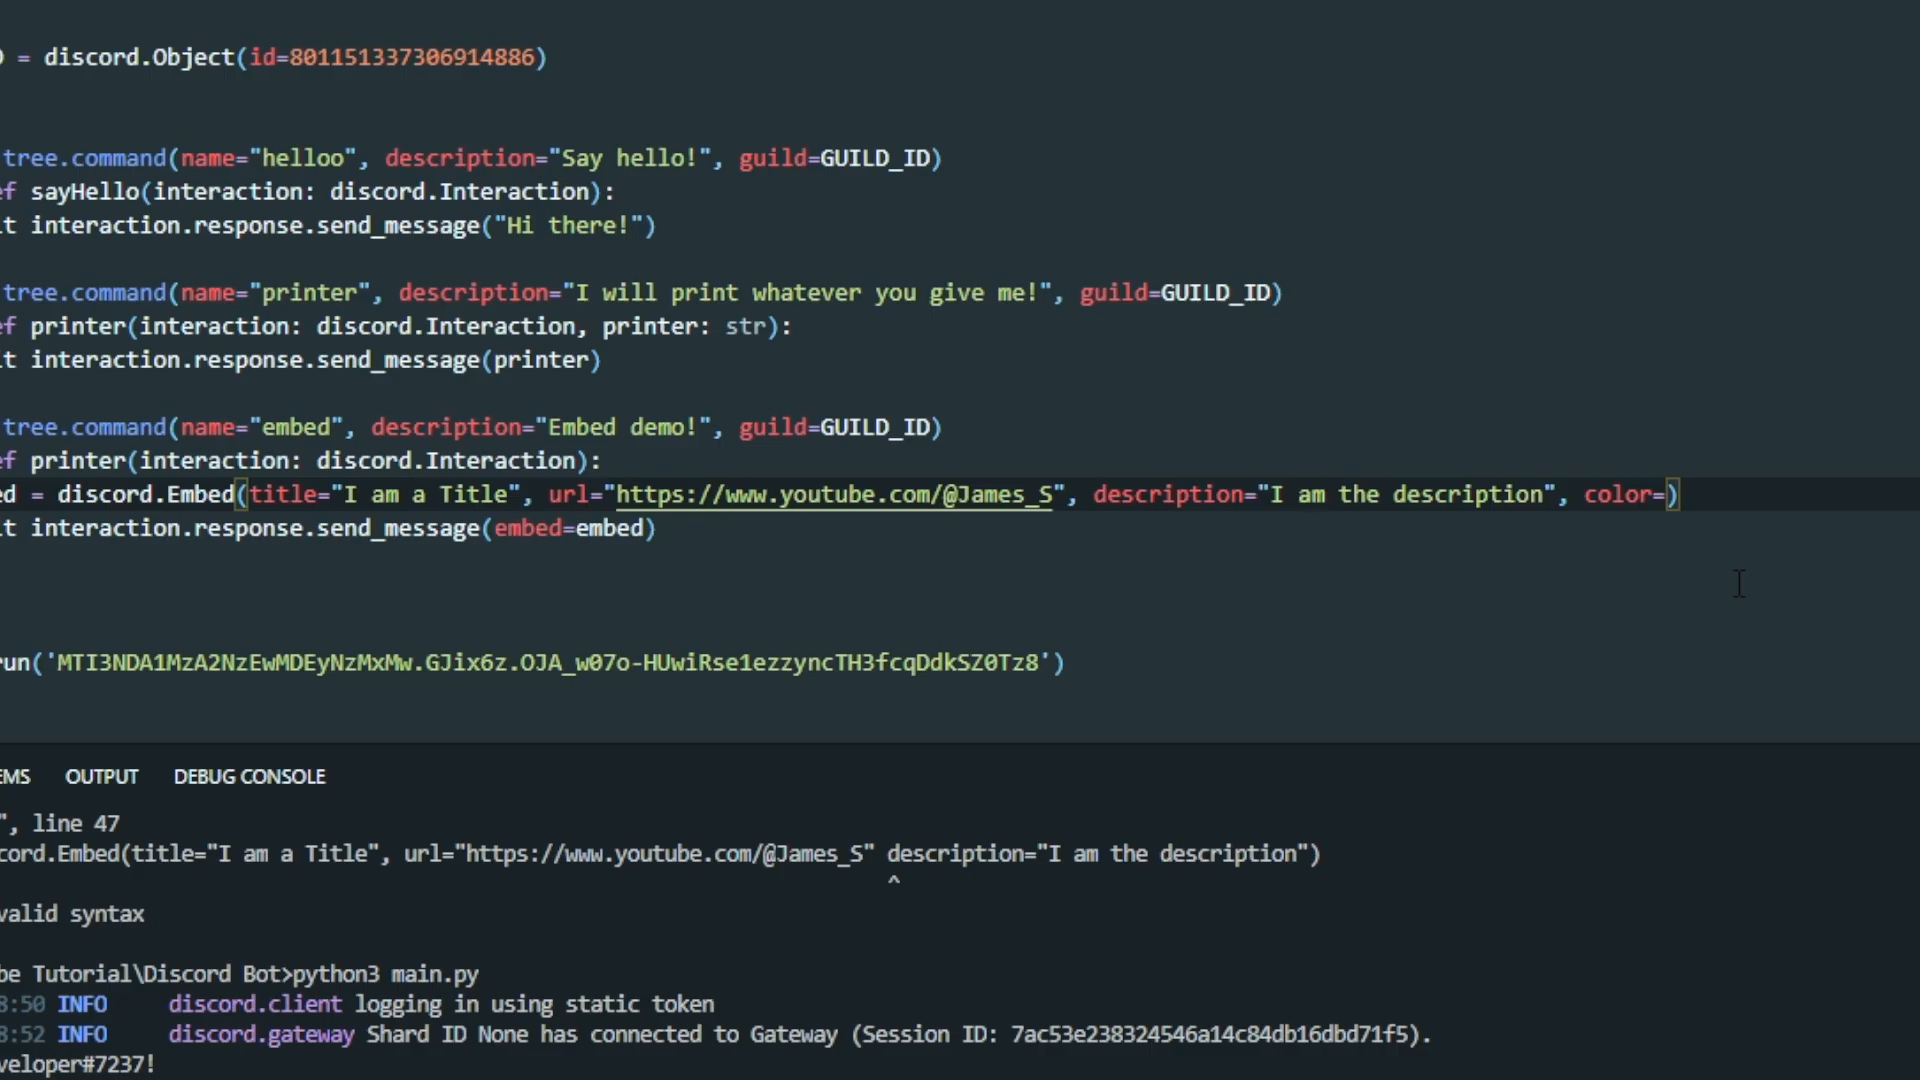 = discord.Object(id=801151337306914886)
tree.command(name="helloo", description="Say hello!", guild=GUILD_ID)
ef sayHello(interaction: discord.Interaction):
it interaction.response.send_message("Hi there!")
tree.command(name="printer", description="I will print whatever you give me!", guild=GUILD_ID)
ef printer(interaction: discord.Interaction, printer: str):
it interaction.response.send_message(printer)
tree.command(name="embed", description="Embed demo!", guild=GUILD_ID)
ef printer(interaction: discord.Interaction):
ed = discord.Embed(title="I am a Title", url="https://www.youtube.com/@James_S", description="I am the description", color=)
it interaction.response.send_message(embed=embed)
run('MTI3NDA1MzA2NzEwMDEyNzMxMw.GJix6z.OJA_w07o-HUwiRse1ezzyncTH3fcqDdkSZ0Tz8')
EMS OUTPUT DEBUG CONSOLE
", line 47
cord.Embed(title="I am a Title", url="https://www.youtube.com/@James_S" description="I am the description")
^
valid syntax
be Tutorial\Discord Bot>python3 main.py
8:50 INFO discord.client logging in using static token
8:52 INFO discord.gateway Shard ID None has connected to Gateway (Session ID: 7ac53e238324546a14c84db16dbd71f5).
veloper#7237!